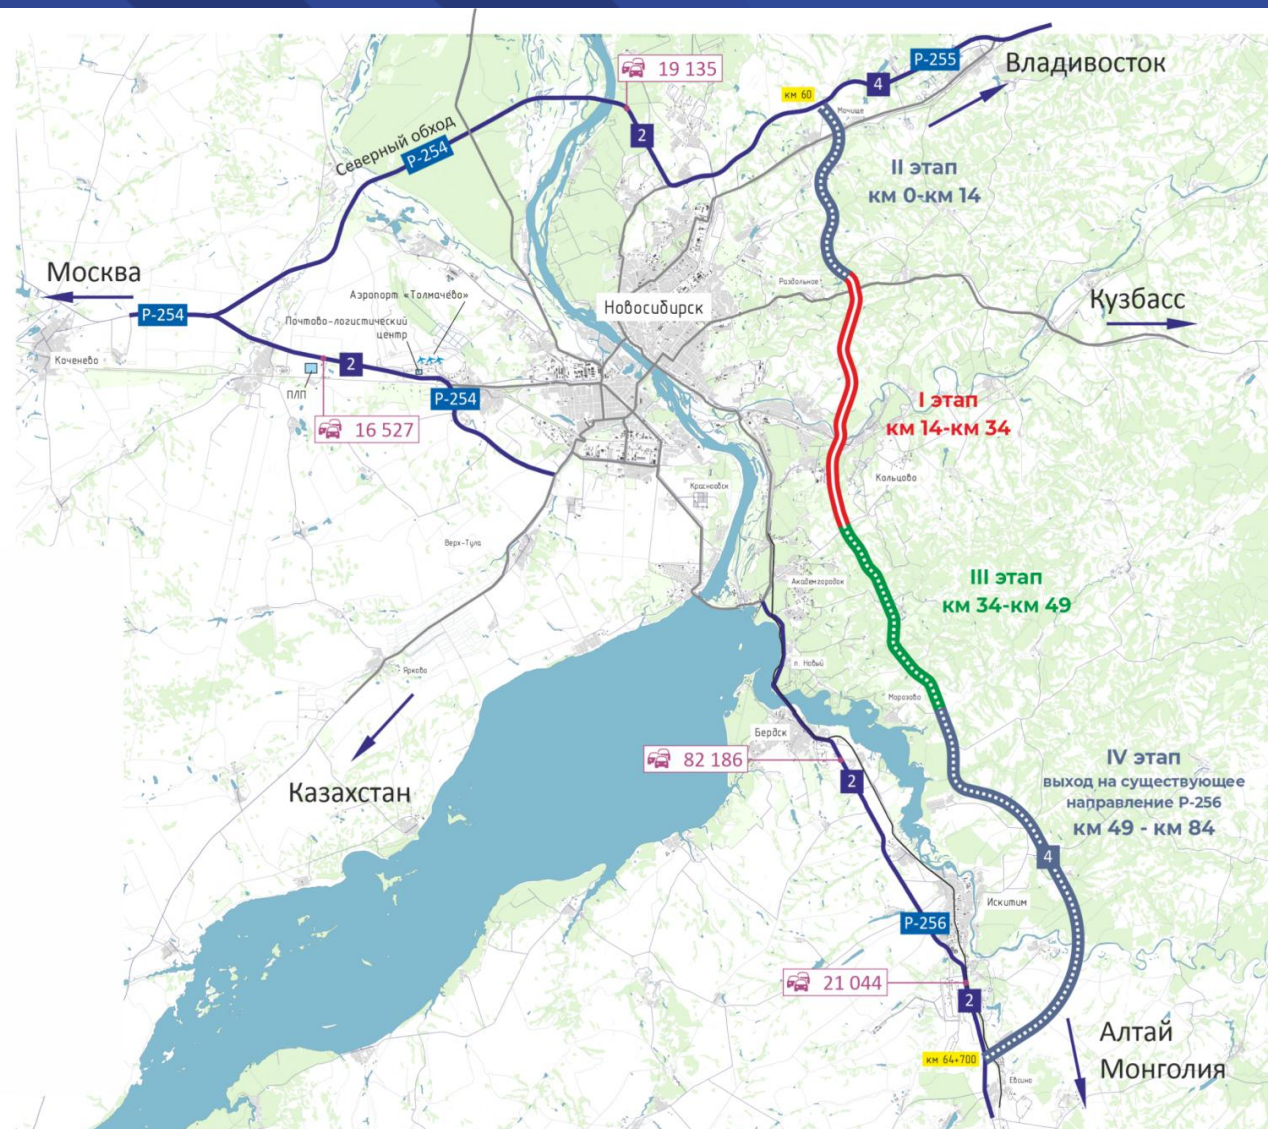 Владивосток
Р-255
4
км 60
Мочище
19 135
2
Северный обход
Р-254
II этап
км 0-км 14
Москва
Р-254
Аэропорт «Толмачёво»
Почтово-логистический
центр
Новосибирск
Раздольное
Кузбасс
Коченево
2
ПЛП
Р-254
16 527
I этап
км 14-км 34
Кольцово
Краснообск
Верх-Тула
Академгородок
III этап
км 34-км 49
п. Новый
Ярково
Морозово
Бердск
82 186
2
Казахстан
IV этап
выход на существующее
направление Р-256
км 49 - км 84
4
Искитим
Р-256
21 044
2
Алтай
Монголия
км 64+700
Евсино